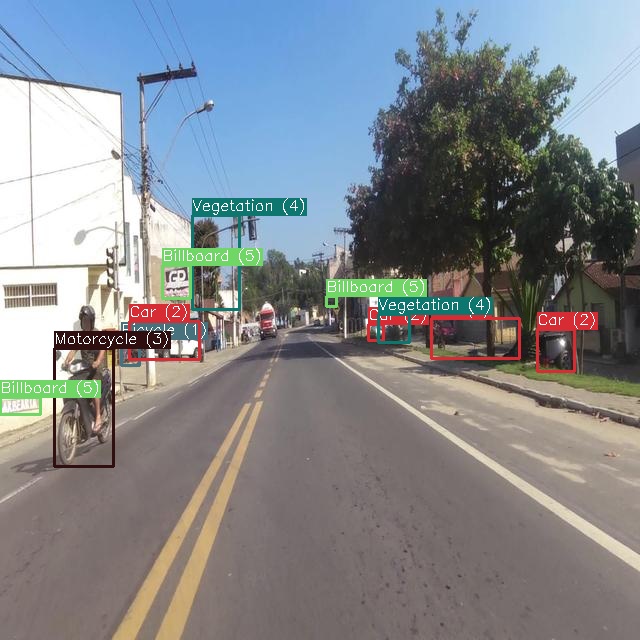 Vegetation (4)
Billboard (5)
Billboard (5)
Vegetation (4)
Car (2)
Car (2)
Car (2)
Bicycle (1)
Motorcycle (3)
Billboard (5)